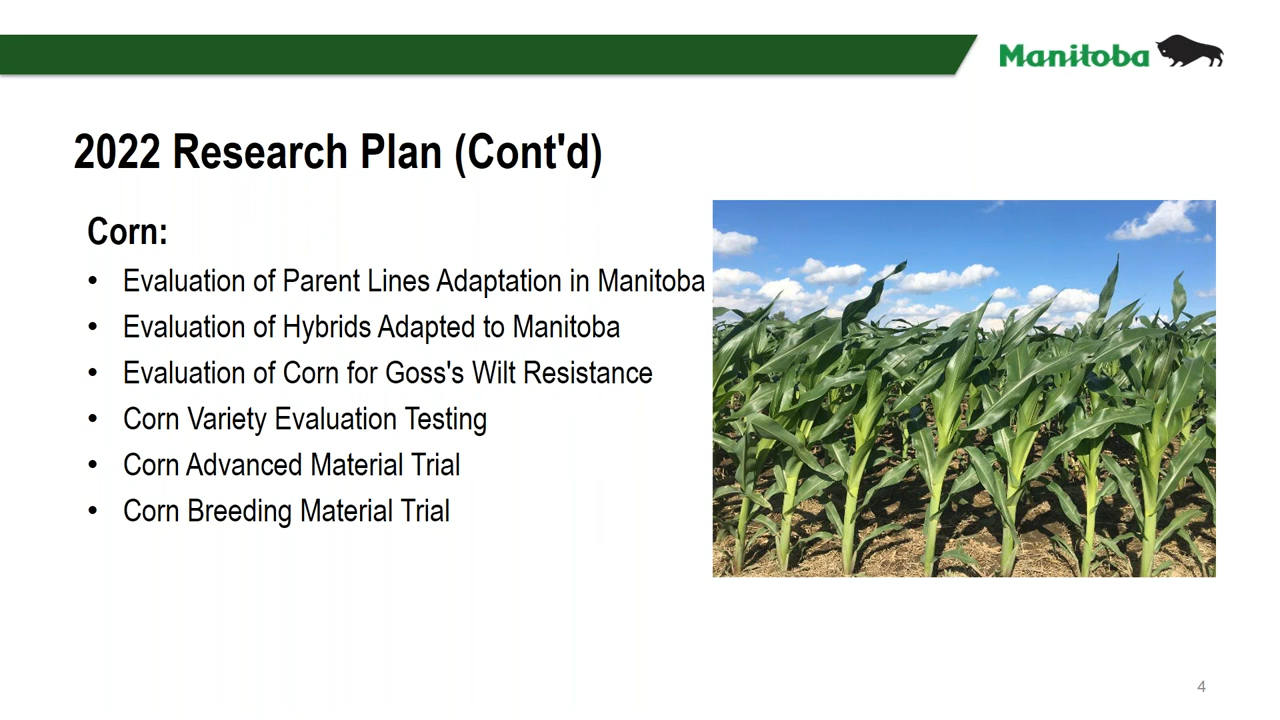 Manitoba
2022 Research Plan (Cont'd)
Corn:
• Evaluation of Parent Lines Adaptation in Manitoba
• Evaluation of Hybrids Adapted to Manitoba
• Evaluation of Corn for Goss's Wilt Resistance
• Corn Variety Evaluation Testing
• Corn Advanced Material Trial
• Corn Breeding Material Trial
4